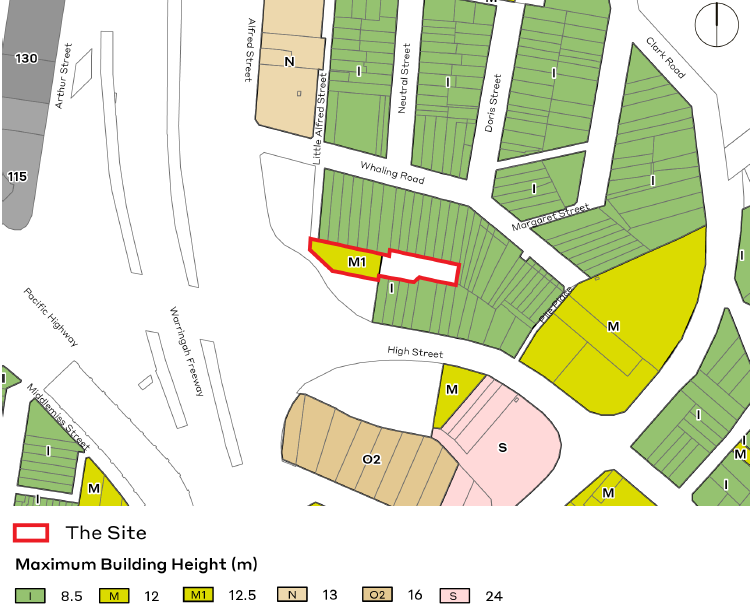 M
Clark Road
Alfred Street
130
Arthur Street
N
I
Neutral Street
I
I
Doris Street
Little Alfred Street
115
Whaling Road
I
I
Margaret Street
M1
I
I
Pile Place
M
Pacific Highway
Warringah Freeway
High Street
I
Middlemiss Street
M
I
I
S
I
M
O2
M
I
I
M
The Site
Maximum Building Height (m)
I 8.5 M 12 M1 12.5 N 13 O2 16 S 24